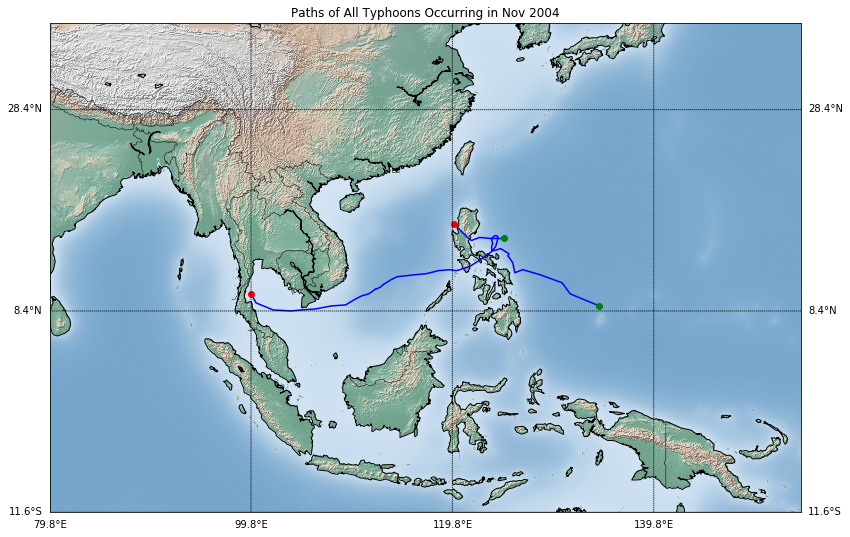 Paths of All Typhoons Occurring in Nov 2004
28.4°N 28.4°N
8.4°N 8.4°N
11.6°S 11.6°S
79.8°E 99.8°E 119.8°E 139.8°E